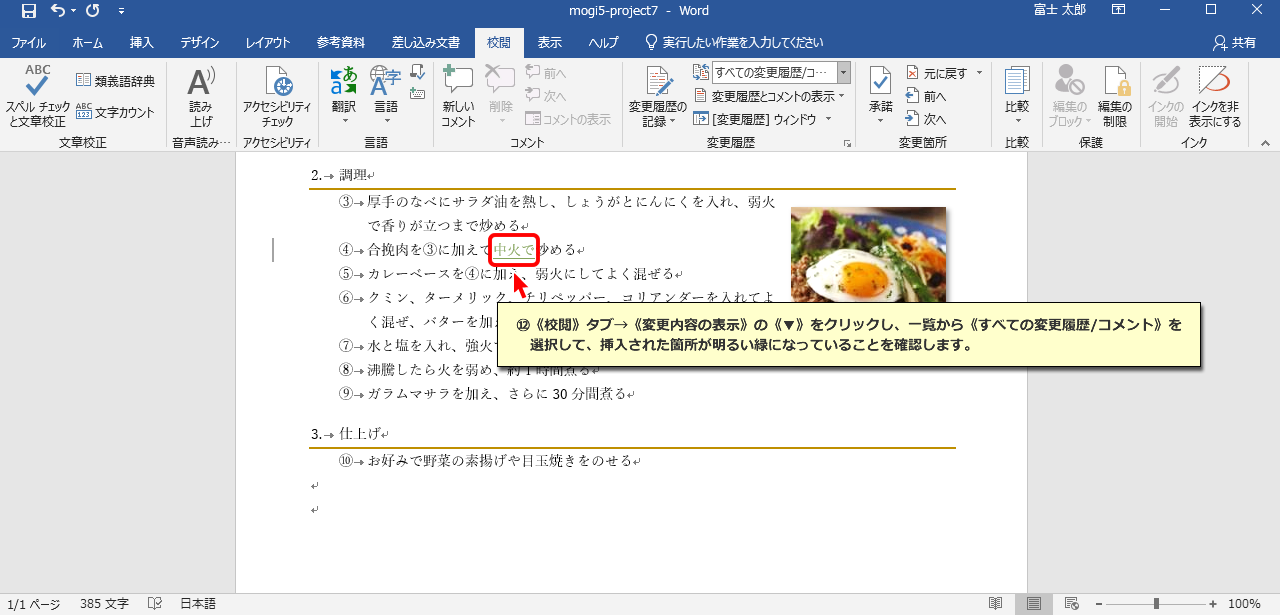 mogi5-project7 - Word
富士 太郎
ファイル ホーム 挿入 デザイン レイアウト 参考資料 差し込み文書 校閲 表示 ヘルプ 実行したい作業を入力してください 共有
ABC
スペル チェック
と文章校正
類義語辞典
ABC
123
文字カウント
文章校正
読み
上げ
音声読み…
アクセシビリティ
チェック
アクセシビリティ
あ
a
翻訳
A字
言語
言語
新しい
コメント
削除
前へ
次へ
コメントの表示
コメント
変更履歴の
記録
すべての変更履歴/コ…
変更履歴とコメントの表示
[変更履歴] ウィンドウ
変更履歴
承諾
元に戻す
前へ
次へ
変更箇所
比較
比較
編集の
ブロック
編集の
制限
保護
インクの
開始
インクを非
表示にする
インク
2.→ 調理↵
③→厚手のなべにサラダ油を熱し、しょうがとにんにくを入れ、弱火
で香りが立つまで炒める↵
④→合挽肉を③に加えて中火で炒める↵
⑤→カレーベースを④に加え、弱火にしてよく混ぜる↵
⑥→クミン、ターメリック、チリペッパー、コリアンダーを入れてよ
く混ぜ、バターを加
⑫《校閲》タブ→《変更内容の表示》の《▼》をクリックし、一覧から《すべての変更履歴/コメント》を
選択して、挿入された箇所が明るい緑になっていることを確認します。
⑦→水と塩を入れ、強火
⑧→沸騰したら火を弱め、約1時間煮る↵
⑨→ガラムマサラを加え、さらに 30 分間煮る↵
3.→ 仕上げ↵
⑩→お好みで野菜の素揚げや目玉焼きをのせる↵
↵
↵
1/1 ページ 385 文字 日本語 100%